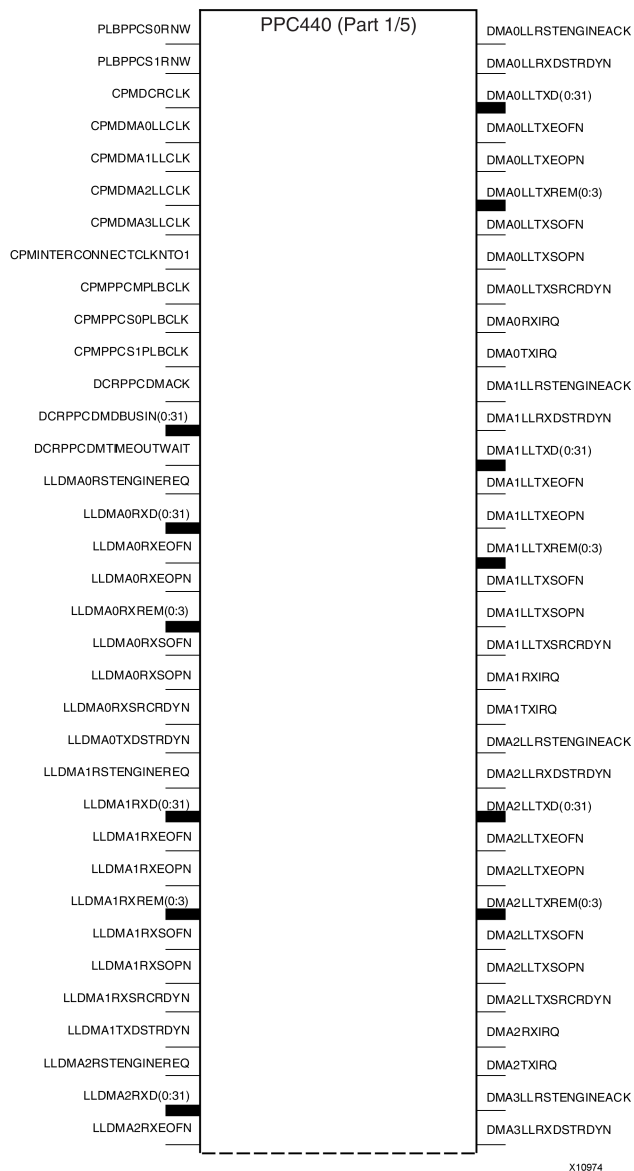 PPC440 (Part 1/5)
PLBPPCS0RNW
PLBPPCS1RNW
CPMDCRCLK
CPMDMA0LLCLK
CPMDMA1LLCLK
CPMDMA2LLCLK
CPMDMA3LLCLK
CPMINTERCONNECTCLKNTO1
CPMPPCMPLBCLK
CPMPPCS0PLBCLK
CPMPPCS1PLBCLK
DCRPPCDMACK
DCRPPCDMDBUSIN(0:31)
DCRPPCDMTIMEOUTWAIT
LLDMA0RSTENGINEREQ
LLDMA0RXD(0:31)
LLDMA0RXEOFN
LLDMA0RXEOPN
LLDMA0RXREM(0:3)
LLDMA0RXSOFN
LLDMA0RXSOPN
LLDMA0RXSRCRDYN
LLDMA0TXDSTRDYN
LLDMA1RSTENGINEREQ
LLDMA1RXD(0:31)
LLDMA1RXEOFN
LLDMA1RXEOPN
LLDMA1RXREM(0:3)
LLDMA1RXSOFN
LLDMA1RXSOPN
LLDMA1RXSRCRDYN
LLDMA1TXDSTRDYN
LLDMA2RSTENGINEREQ
LLDMA2RXD(0:31)
LLDMA2RXEOFN
DMA0LLRSTENGINEACK
DMA0LLRXDSTRDYN
DMA0LLTXD(0:31)
DMA0LLTXEOFN
DMA0LLTXEOPN
DMA0LLTXREM(0:3)
DMA0LLTXSOFN
DMA0LLTXSOPN
DMA0LLTXSRCRDYN
DMA0RXIRQ
DMA0TXIRQ
DMA1LLRSTENGINEACK
DMA1LLRXDSTRDYN
DMA1LLTXD(0:31)
DMA1LLTXEOFN
DMA1LLTXEOPN
DMA1LLTXREM(0:3)
DMA1LLTXSOFN
DMA1LLTXSOPN
DMA1LLTXSRCRDYN
DMA1RXIRQ
DMA1TXIRQ
DMA2LLRSTENGINEACK
DMA2LLRXDSTRDYN
DMA2LLTXD(0:31)
DMA2LLTXEOFN
DMA2LLTXEOPN
DMA2LLTXREM(0:3)
DMA2LLTXSOFN
DMA2LLTXSOPN
DMA2LLTXSRCRDYN
DMA2RXIRQ
DMA2TXIRQ
DMA3LLRSTENGINEACK
DMA3LLRXDSTRDYN
X10974